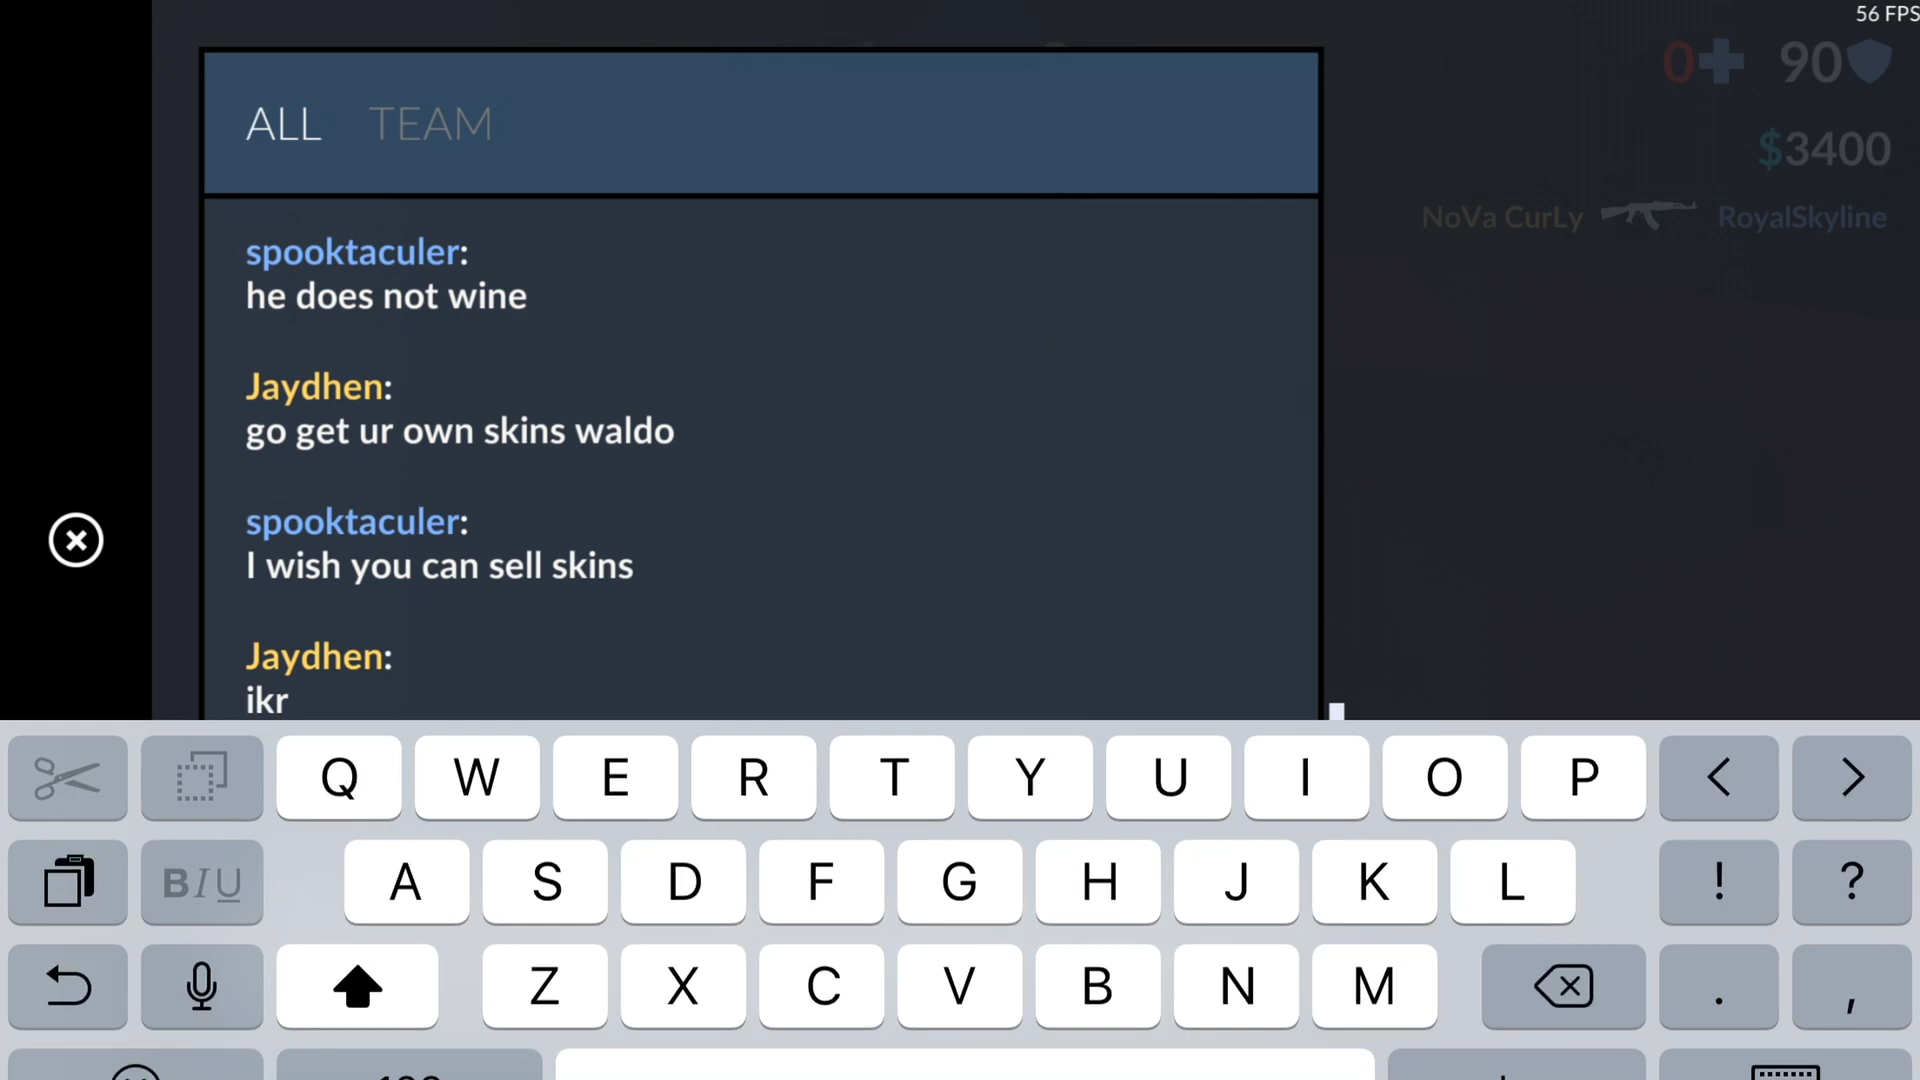 56 FPS
0 90
$3400
NoVa CurLy RoyalSkyline
ALL TEAM
spooktaculer:
he does not wine
Jaydhen:
go get ur own skins waldo
spooktaculer:
I wish you can sell skins
Jaydhen:
ikr
Q W E R T Y U I O P < >
BIU A S D F G H J K L ! ?
Z X C V B N M . ,